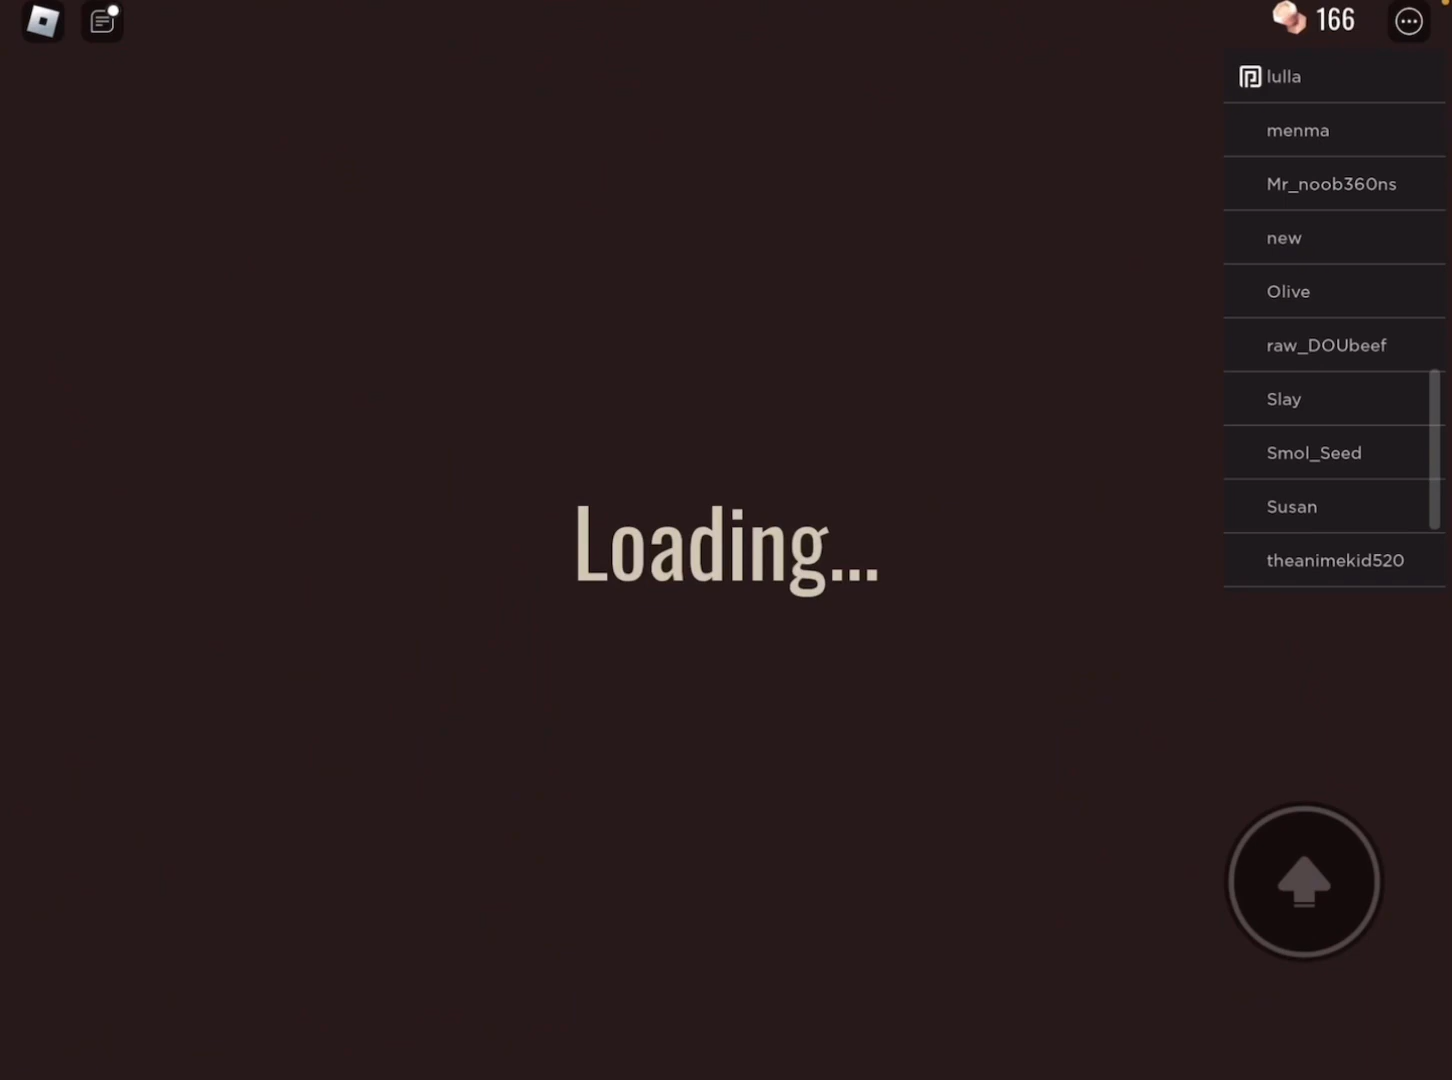 166
lulla
menma
Mr_noob360ns
new
Olive
raw_DOUbeef
Slay
Smol_Seed
Susan
theanimekid520
Loading...